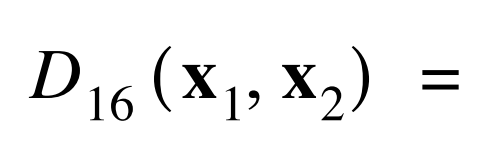 D₁₆ (x₁, x₂) =